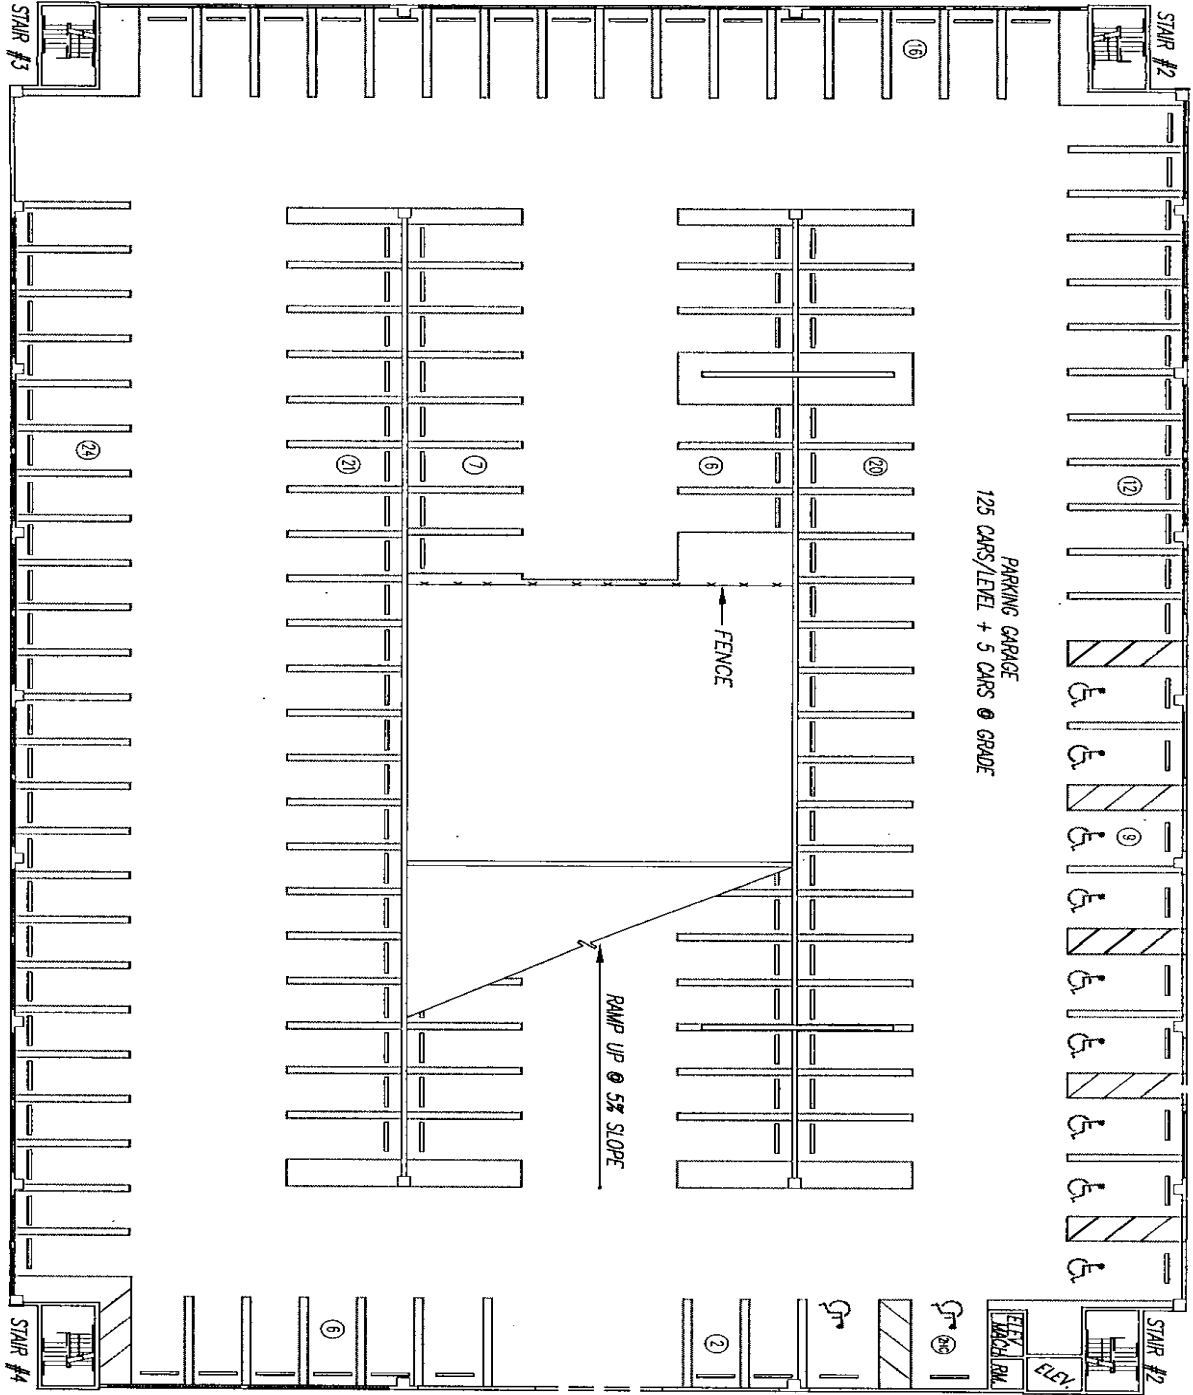 STAIR #3
STAIR #2
16
24
21
7
6
20
12
PARKING GARAGE
125 CARS/LEVEL + 5 CARS @ GRADE
FENCE
9
RAMP UP @ 5% SLOPE
6
2
2HC
ELEV.
MACH. RM.
ELEV.
STAIR #4
STAIR #2